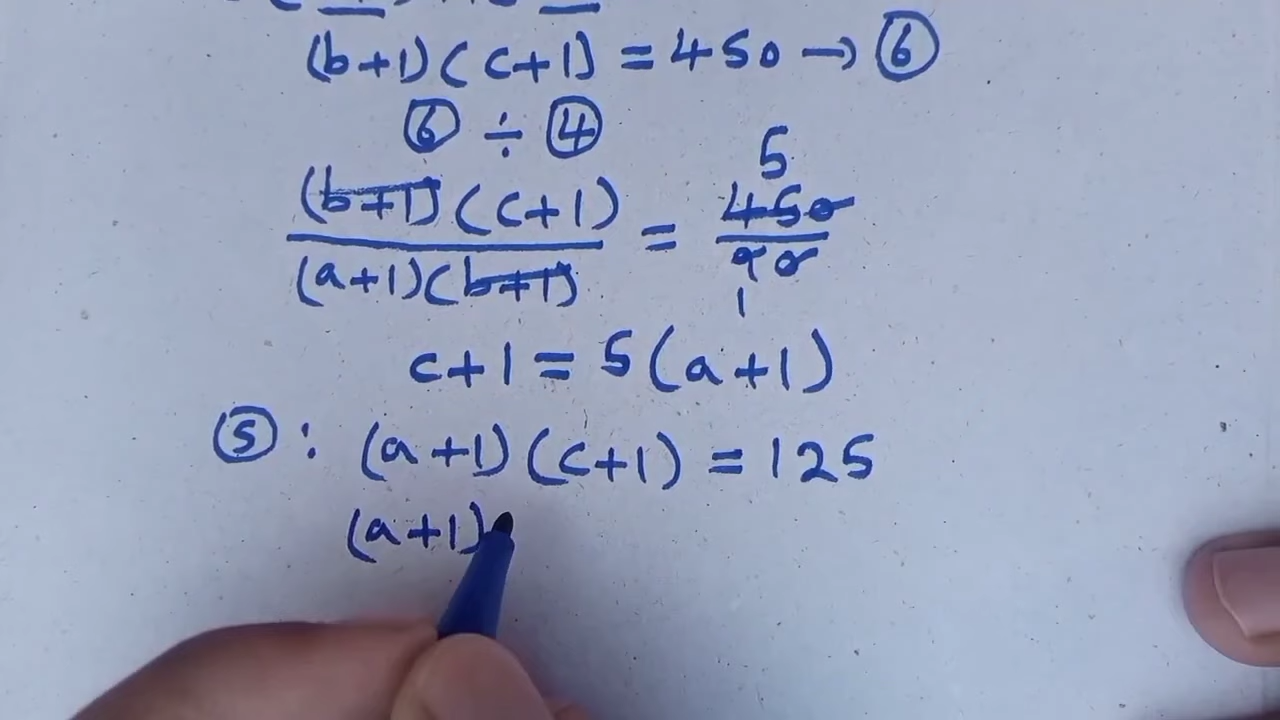 (b+1)(c+1) = 450 → ⑥
⑥ ÷ ④
5
(b+1)(c+1) / (a+1)(b+1) = 450 / 90
1
c+1 = 5(a+1)
⑤ : (a+1)(c+1) = 125
(a+1)